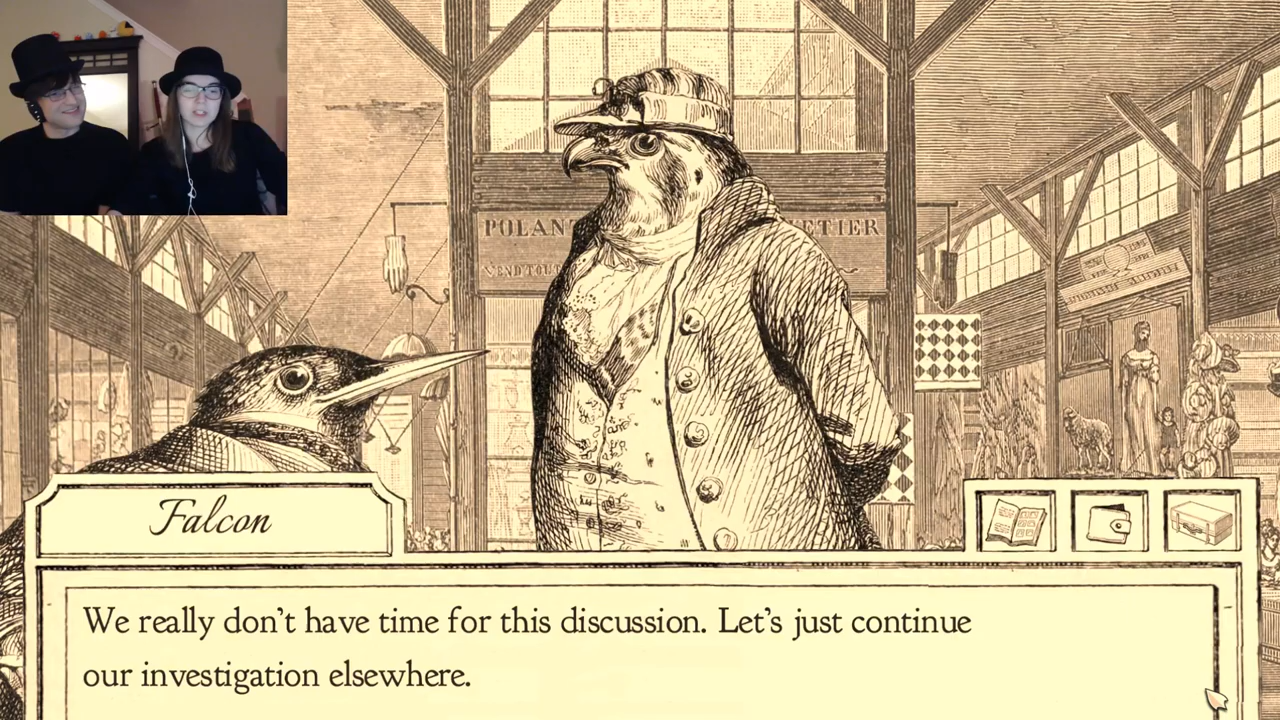 POLANT
ETIER
Falcon
We really don't have time for this discussion. Let's just continue
our investigation elsewhere.